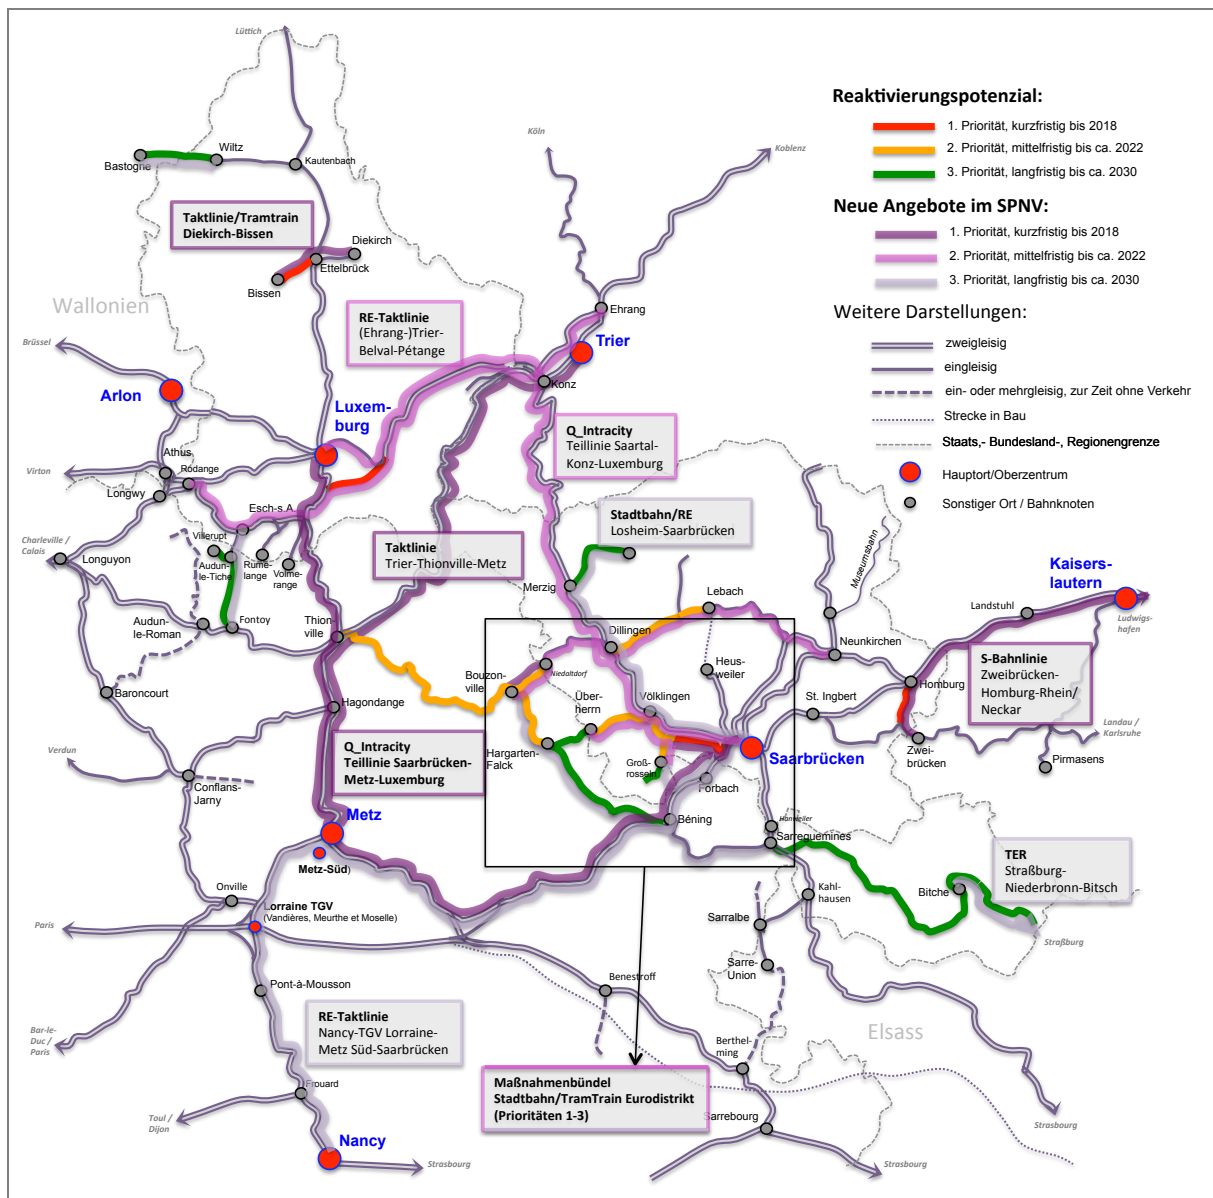 Lüttich
Reaktivierungspotenzial:
1. Priorität, kurzfristig bis 2018
2. Priorität, mittelfristig bis ca. 2022
3. Priorität, langfristig bis ca. 2030
Neue Angebote im SPNV:
1. Priorität, kurzfristig bis 2018
2. Priorität, mittelfristig bis ca. 2022
3. Priorität, langfristig bis ca. 2030
Weitere Darstellungen:
zweigleisig
eingleisig
ein- oder mehrgleisig, zur Zeit ohne Verkehr
Strecke in Bau
Staats,- Bundesland-, Regionengrenze
Hauptort/Oberzentrum
Sonstiger Ort / Bahnknoten
Köln
Koblenz
Bastogne
Wiltz
Kautenbach
Taktlinie/Tramtrain
Diekirch-Bissen
Diekirch
Ettelbrück
Bissen
Wallonien
RE-Taktlinie
(Ehrang-)Trier-
Belval-Pétange
Ehrang
Trier
Konz
Brüssel
Arlon
Luxem-
burg
Q_Intracity
Teillinie Saartal-
Konz-Luxemburg
Athus
Rodange
Virton
Longwy
Esch-s.A.
Charleville /
Calais
Longuyon
Villerupt
Audun-
le-Tiche
Rume-
lange
Volme-
range
Taktlinie
Trier-Thionville-Metz
Stadtbahn/RE
Losheim-Saarbrücken
Museumsbahn
Merzig
Lebach
Kaisers-
lautern
Landstuhl
Ludwigs-
hafen
Audun-
le-Roman
Fontoy
Thion-
ville
Dillingen
Neunkirchen
Homburg
S-Bahnlinie
Zweibrücken-
Homburg-Rhein/
Neckar
Baroncourt
Bouzon-
ville
Niedaltdorf
Heus-
weiler
Hagondange
Über-
herrn
Völklingen
St. Ingbert
Landau /
Karlsruhe
Verdun
Q_Intracity
Teillinie Saarbrücken-
Metz-Luxemburg
Hargarten-
Falck
Groß-
rosseln
Saarbrücken
Zwei-
brücken
Pirmasens
Conflans-
Jarny
Forbach
Metz
Béning
Hanweiler
Sarreguemines
Metz-Süd)
TER
Straßburg-
Niederbronn-Bitsch
Bitche
Kahl-
hausen
Onville
Lorraine TGV
(Vandières, Meurthe et Moselle)
Paris
Sarralbe
Straßburg
Sarre-
Union
Benestroff
Pont-à-Mousson
RE-Taktlinie
Nancy-TGV Lorraine-
Metz Süd-Saarbrücken
Bar-le-
Duc /
Paris
Elsass
Berthel-
ming
Maßnahmenbündel
Stadtbahn/TramTrain Eurodistrikt
(Prioritäten 1-3)
Frouard
Toul /
Dijon
Sarrebourg
Strasbourg
Nancy
Strasbourg
Strasbourg